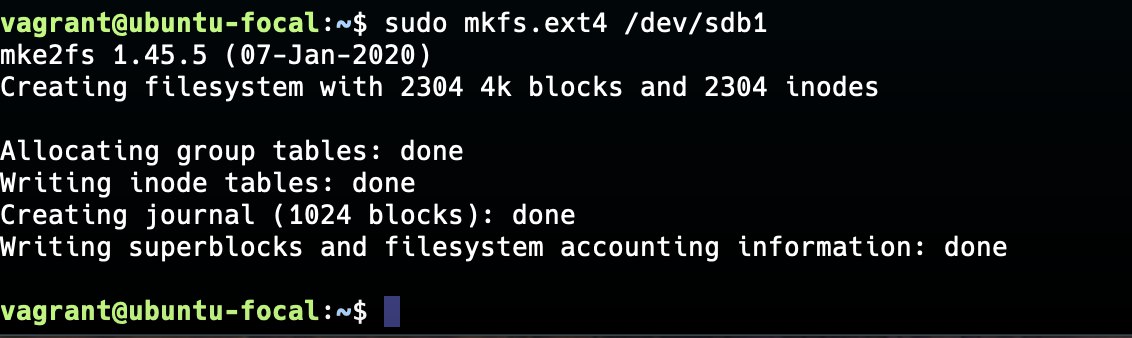 vagrant@ubuntu-focal:~$ sudo mkfs.ext4 /dev/sdb1
mke2fs 1.45.5 (07-Jan-2020)
Creating filesystem with 2304 4k blocks and 2304 inodes
Allocating group tables: done
Writing inode tables: done
Creating journal (1024 blocks): done
Writing superblocks and filesystem accounting information: done
vagrant@ubuntu-focal:~$